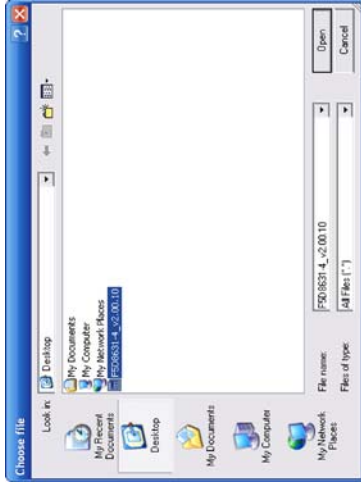 Choose file
Look in:
Desktop
My Recent
Documents
Desktop
My Documents
My Computer
My Network
Places
My Documents
My Computer
My Network Places
F5D8631-4_v2.00.10
File name:
F5D8631-4_v2.00.10
Open
Files of type:
All Files (*.*)
Cancel